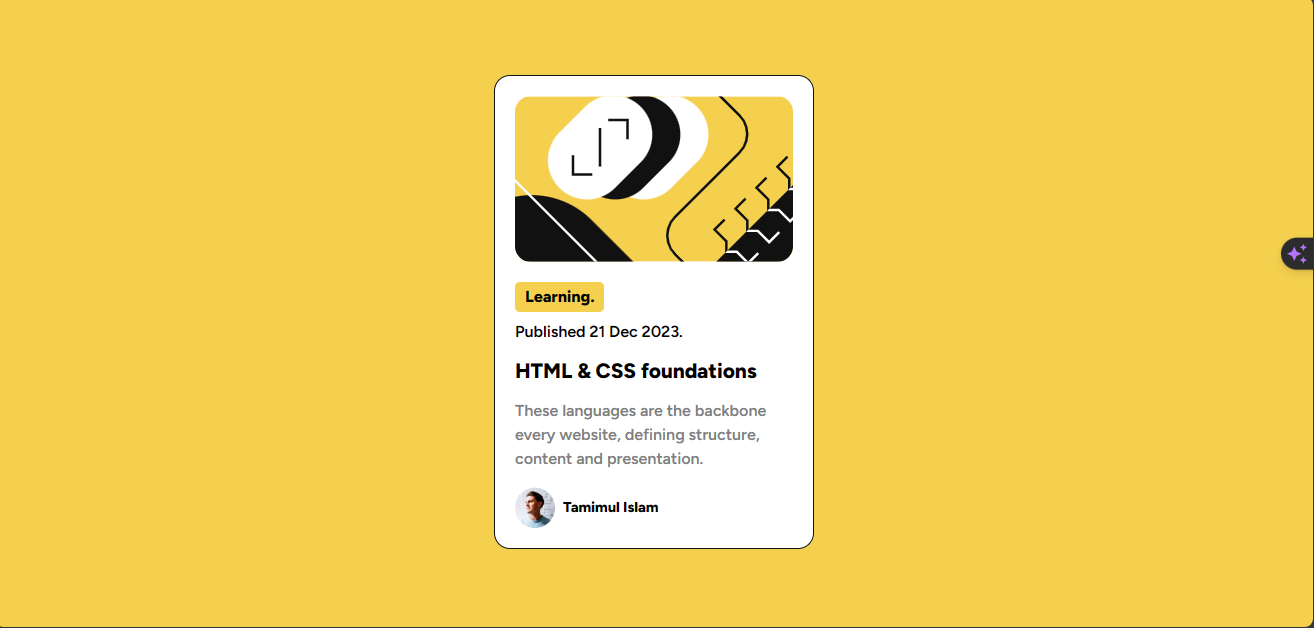 Learning.
Published 21 Dec 2023.
HTML & CSS foundations
These languages are the backbone
every website, defining structure,
content and presentation.
Tamimul Islam